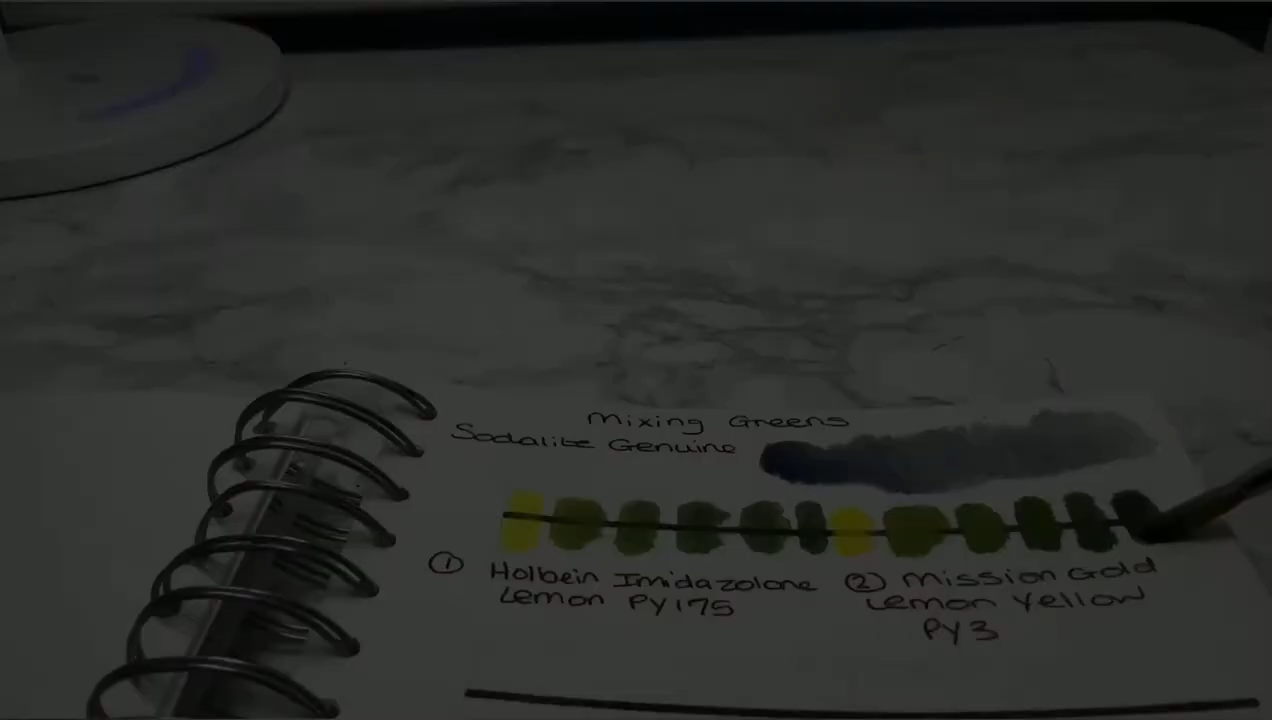 Mixing Greens
Sodalite Genuine
① Holbein Imidazolone
Lemon PY175
② Mission Gold
Lemon Yellow
PY3